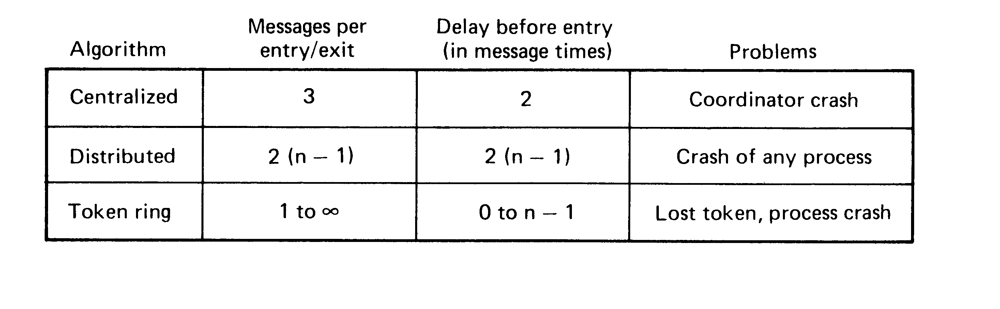 Algorithm
Messages per
entry/exit
Delay before entry
(in message times)
Problems
Centralized 3 2 Coordinator crash
Distributed 2 (n − 1) 2 (n − 1) Crash of any process
Token ring 1 to ∞ 0 to n − 1 Lost token, process crash